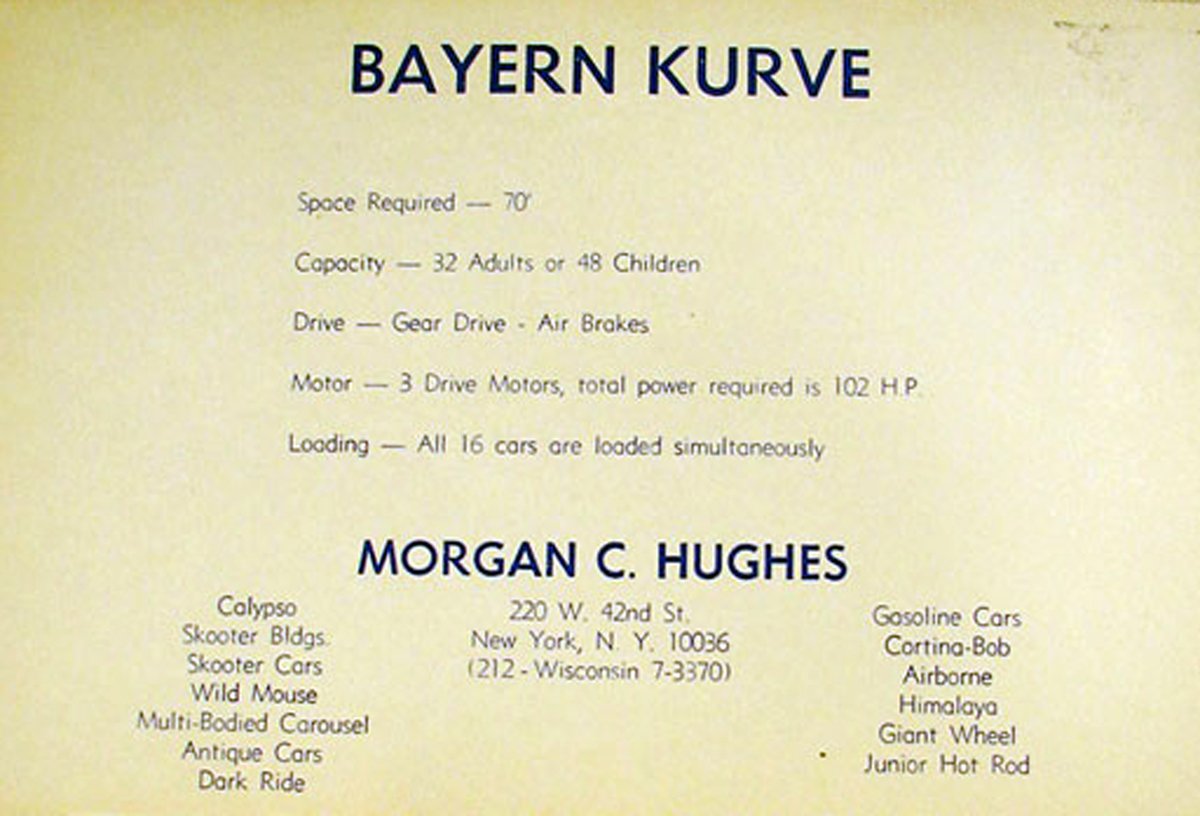 BAYERN KURVE
Space Required — 70'
Capacity — 32 Adults or 48 Children
Drive — Gear Drive - Air Brakes
Motor — 3 Drive Motors, total power required is 102 H.P.
Loading — All 16 cars are loaded simultaneously
MORGAN C. HUGHES
220 W. 42nd St.
New York, N. Y. 10036
(212 - Wisconsin 7-3370)
Calypso
Skooter Bldgs.
Skooter Cars
Wild Mouse
Multi-Bodied Carousel
Antique Cars
Dark Ride
Gasoline Cars
Cortina-Bob
Airborne
Himalaya
Giant Wheel
Junior Hot Rod